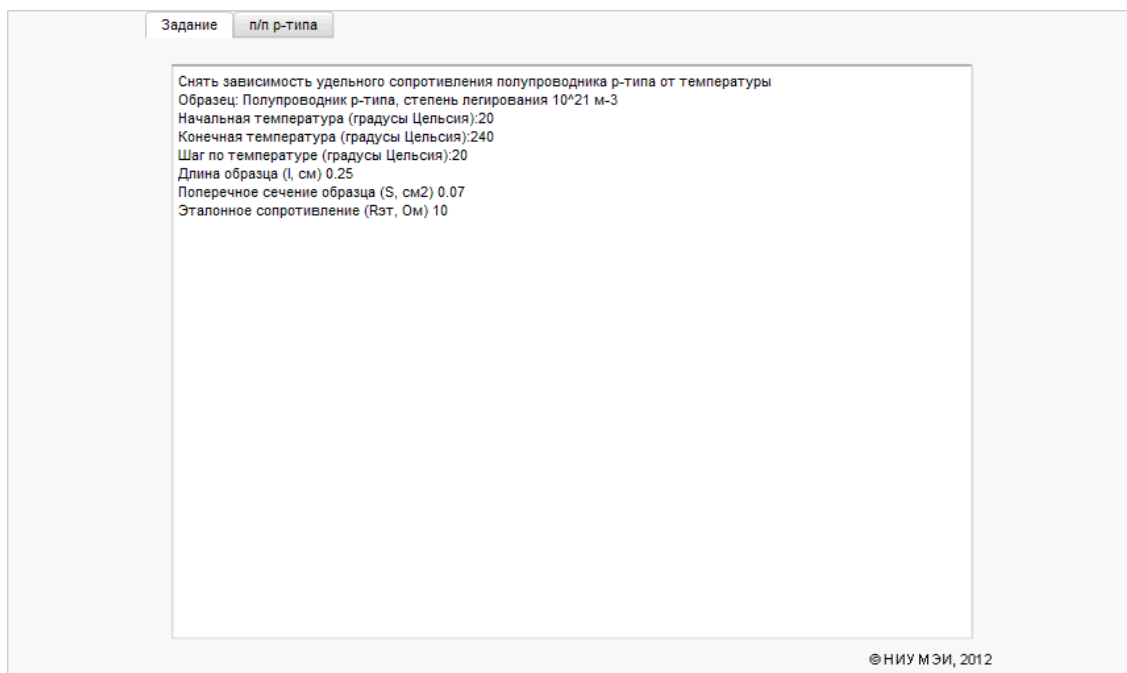 Задание
п/п р-типа
Снять зависимость удельного сопротивления полупроводника р-типа от температуры
Образец: Полупроводник р-типа, степень легирования 10^21 м-3
Начальная температура (градусы Цельсия):20
Конечная температура (градусы Цельсия):240
Шаг по температуре (градусы Цельсия):20
Длина образца (l, см) 0.25
Поперечное сечение образца (S, см2) 0.07
Эталонное сопротивление (Rэт, Ом) 10
© НИУ МЭИ, 2012